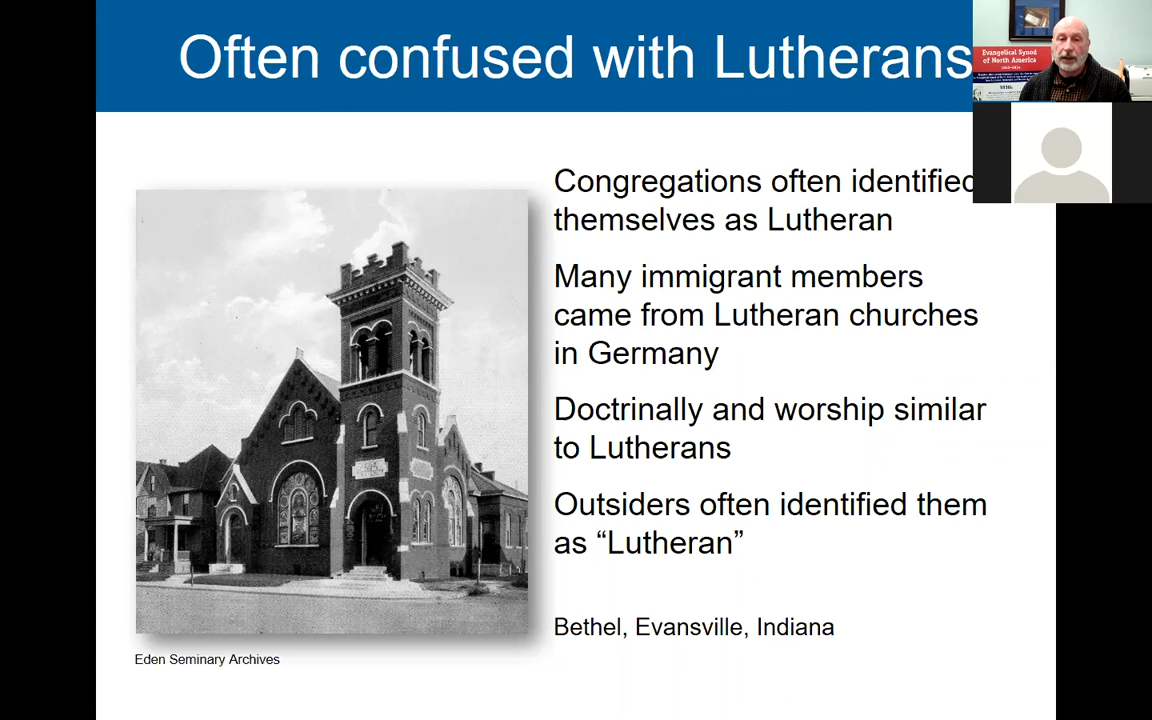 Often confused with Lutherans
Evangelical Synod
of North America
Congregations often identified
themselves as Lutheran
Many immigrant members
came from Lutheran churches
in Germany
Doctrinally and worship similar
to Lutherans
Outsiders often identified them
as “Lutheran”
Bethel, Evansville, Indiana
Eden Seminary Archives